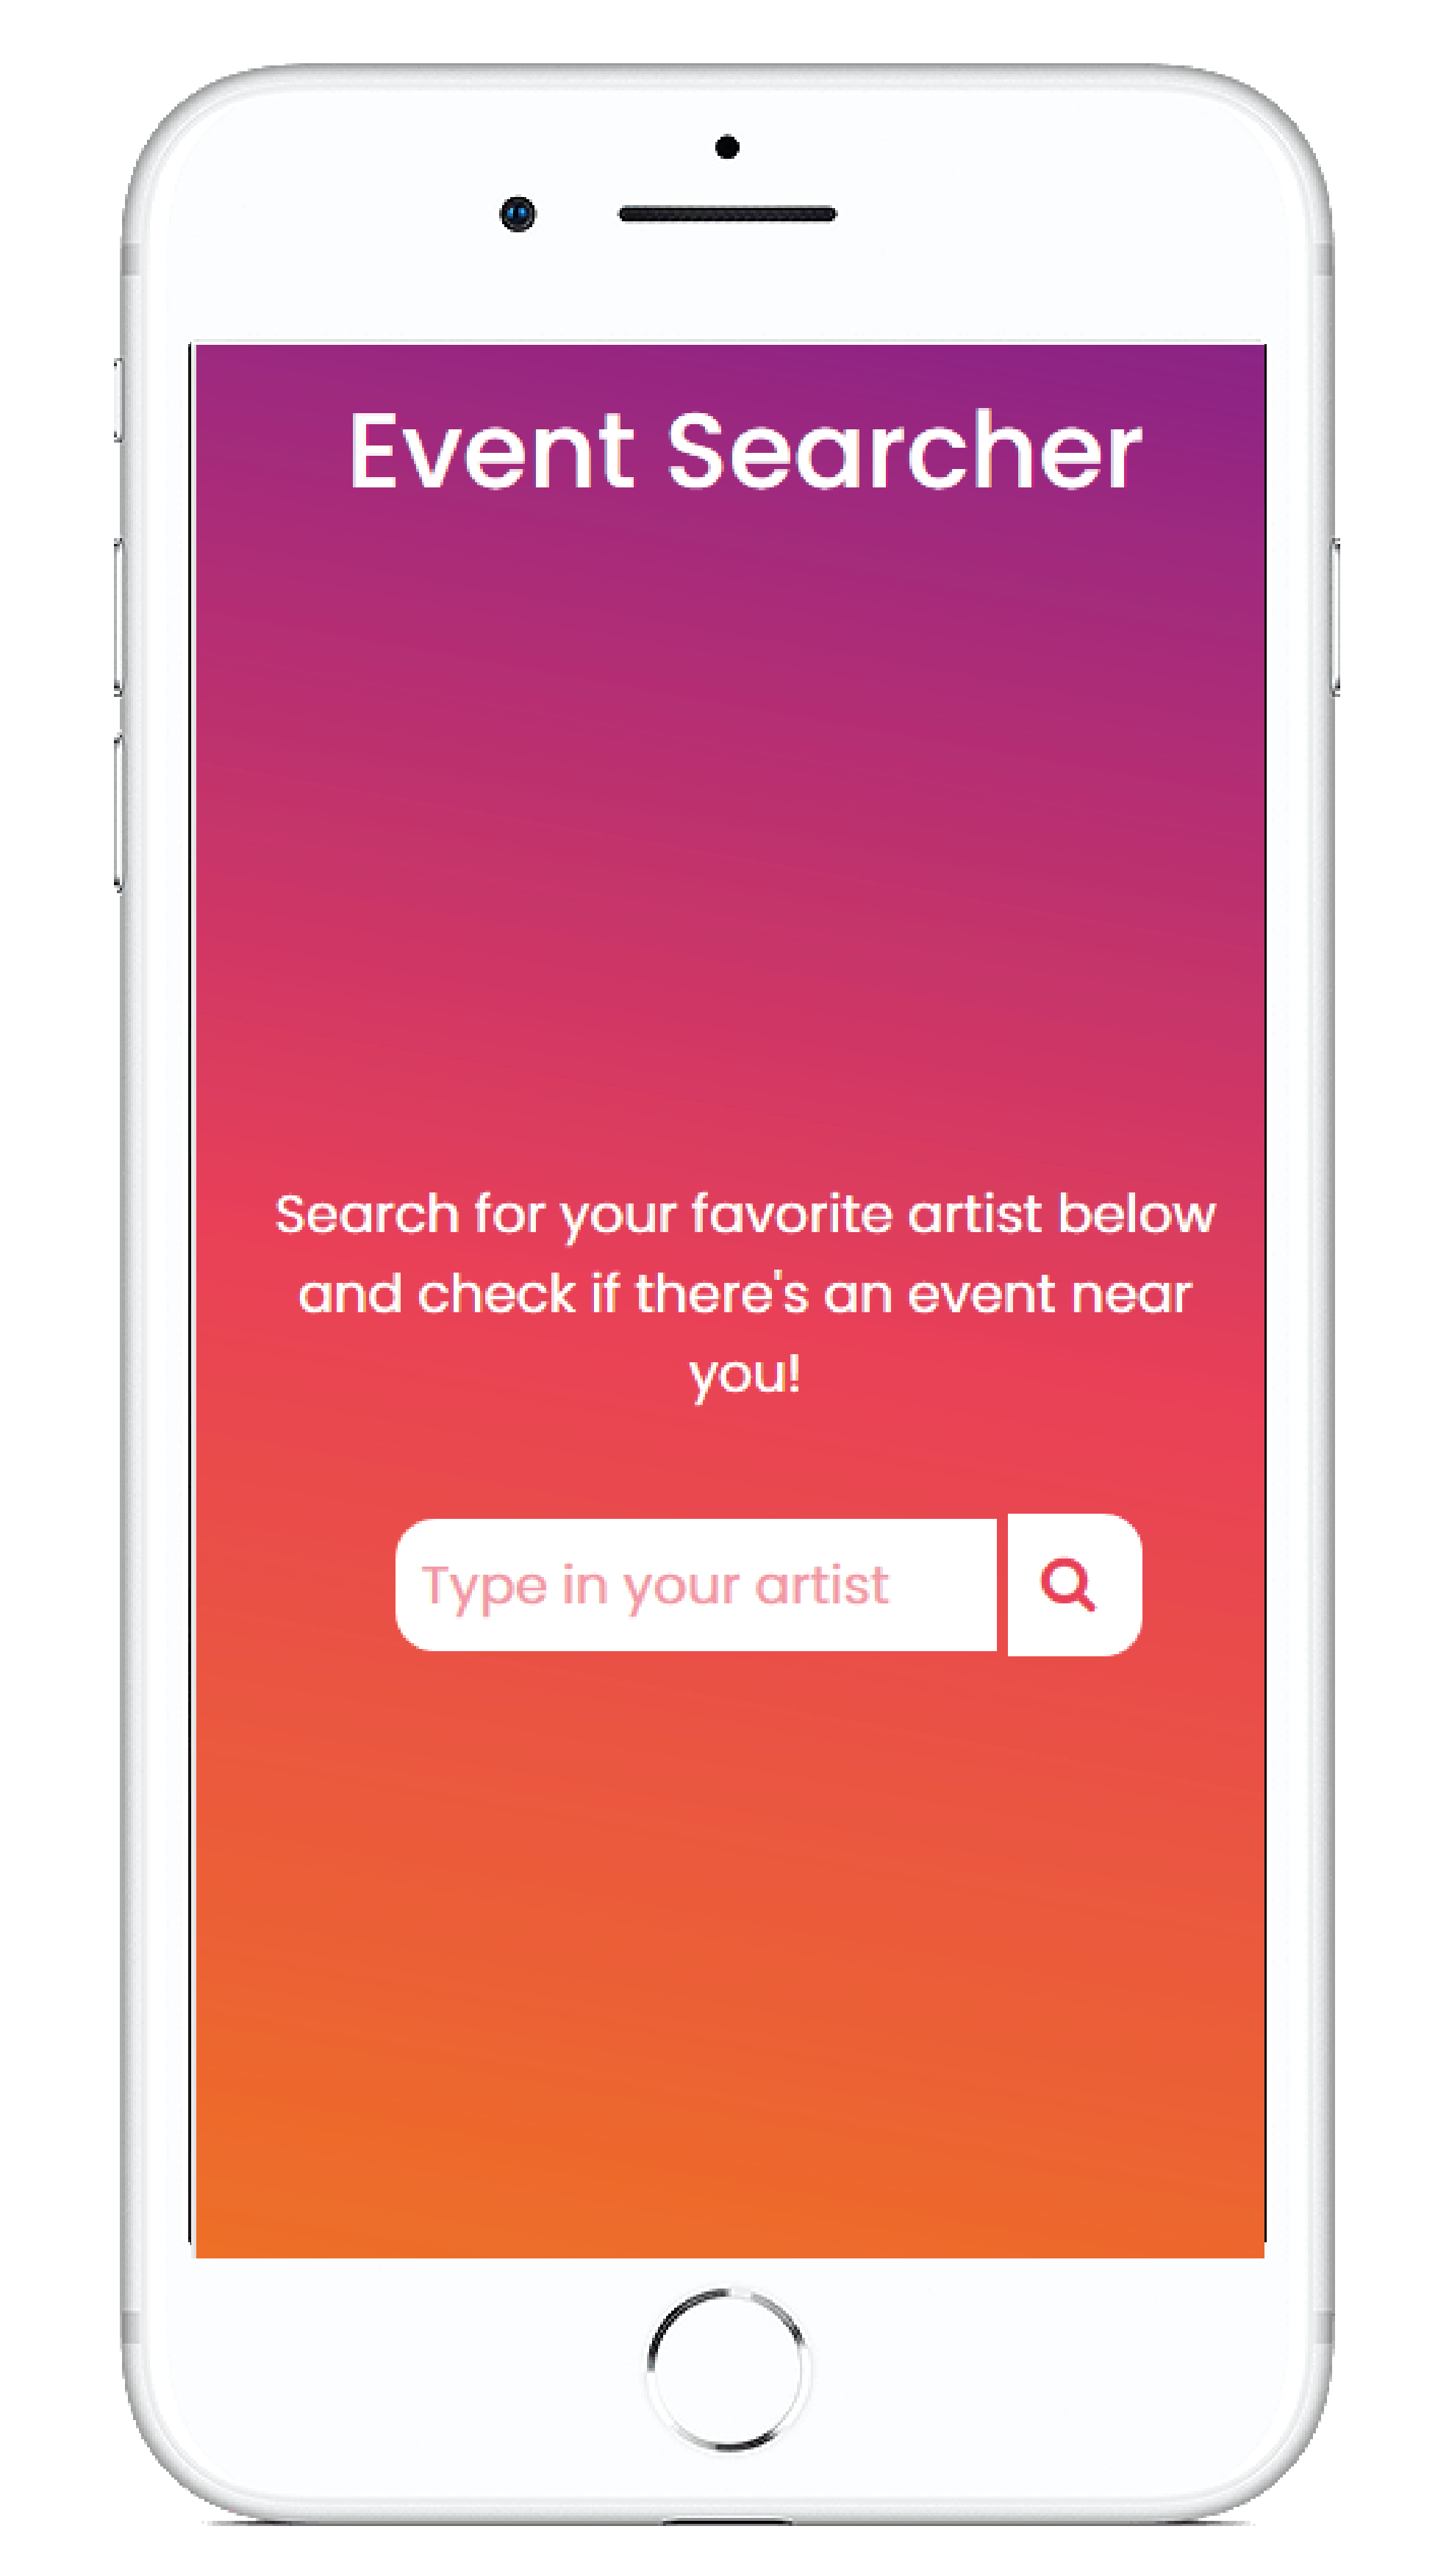 Event Searcher
Search for your favorite artist below
and check if there's an event near
you!
Type in your artist